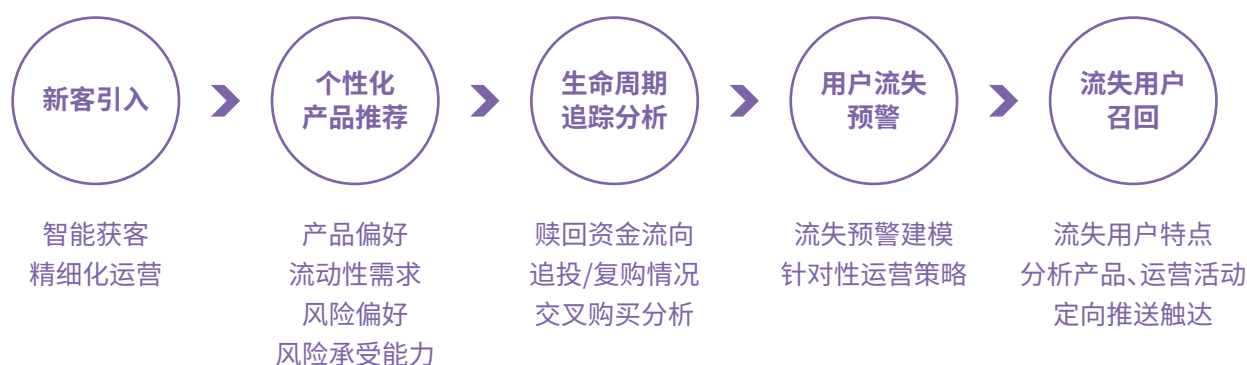 新客引入
个性化
产品推荐
生命周期
追踪分析
用户流失
预警
流失用户
召回
智能获客
精细化运营
产品偏好
流动性需求
风险偏好
风险承受能力
赎回资金流向
追投/复购情况
交叉购买分析
流失预警建模
针对性运营策略
流失用户特点
分析产品、运营活动
定向推送触达